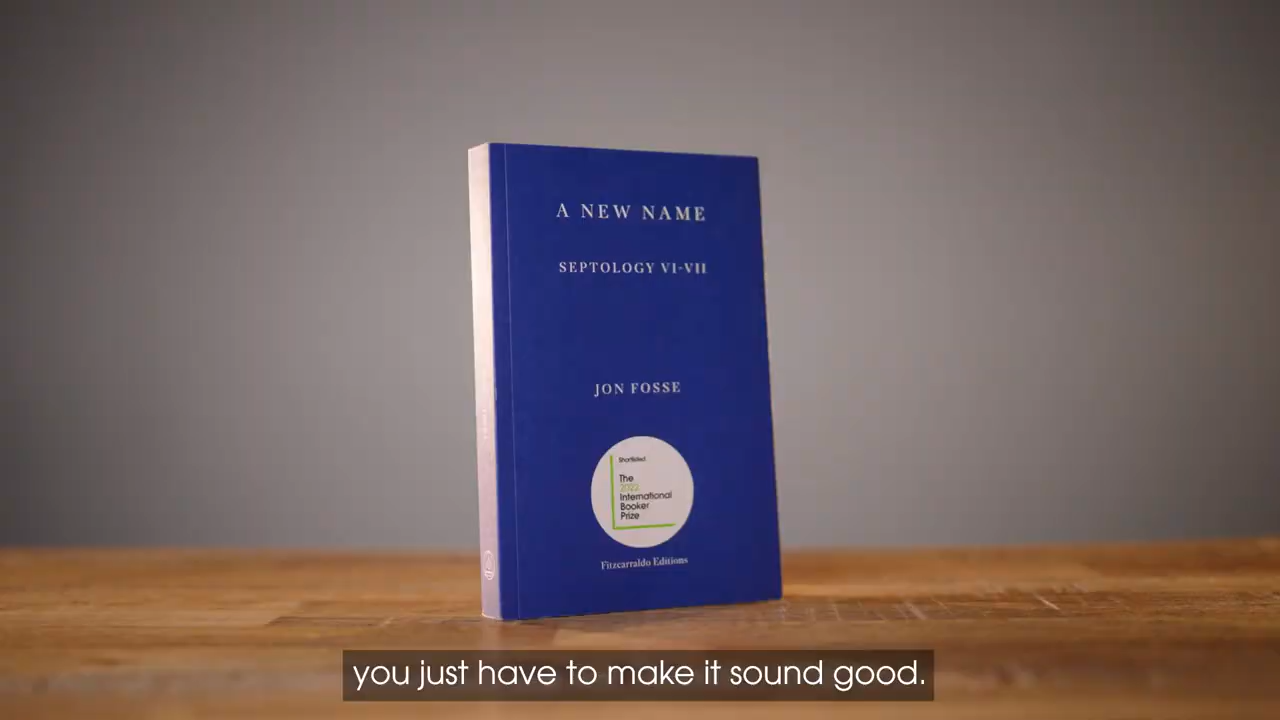 A NEW NAME
SEPTOLOGY VI-VII
JON FOSSE
Shortlisted
The
2022
International
Booker
Prize
Fitzcarraldo Editions
you just have to make it sound good.